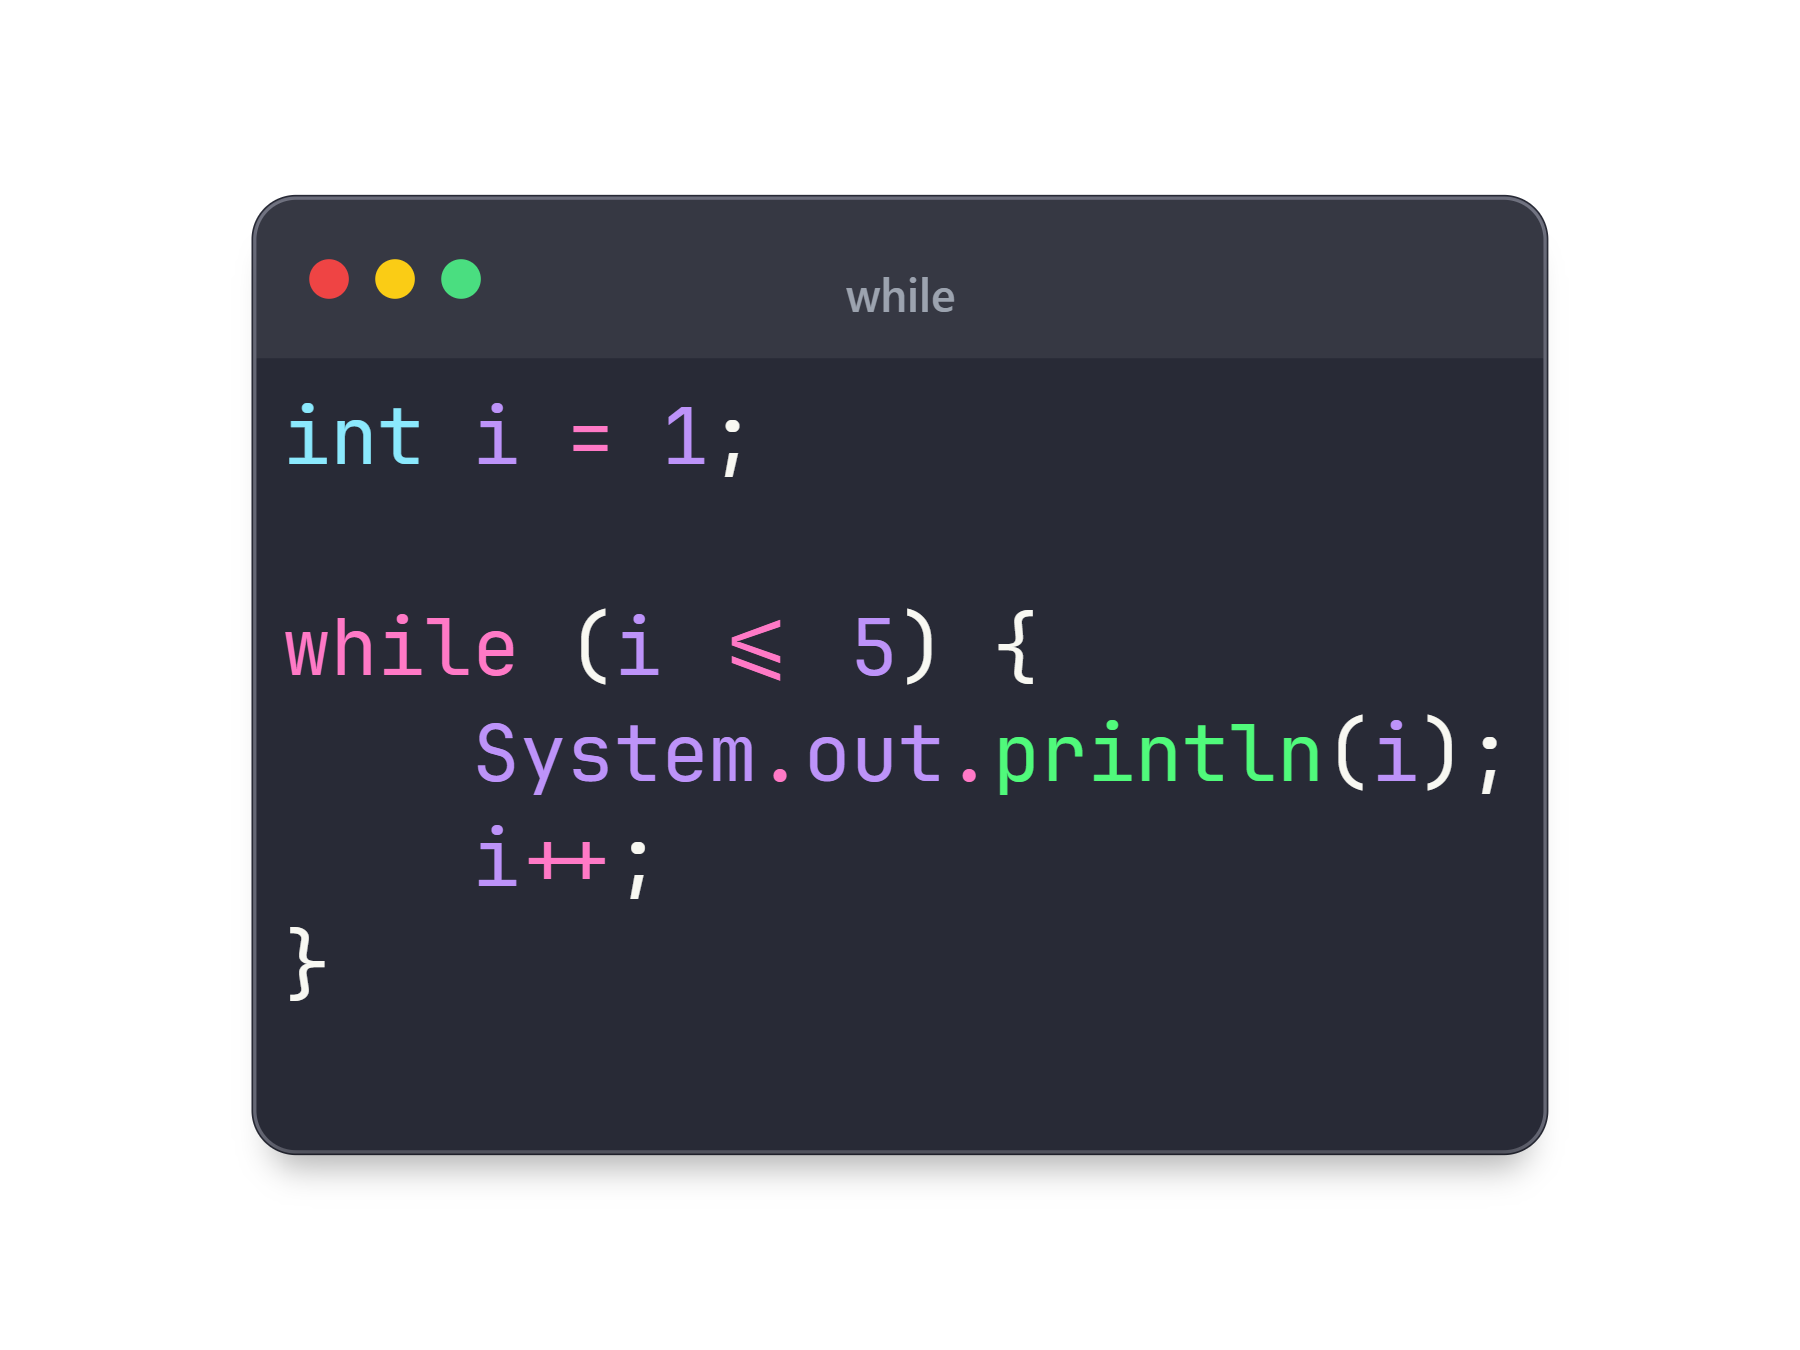 while
int i = 1;
while (i <= 5) {
    System.out.println(i);
    i++;
}